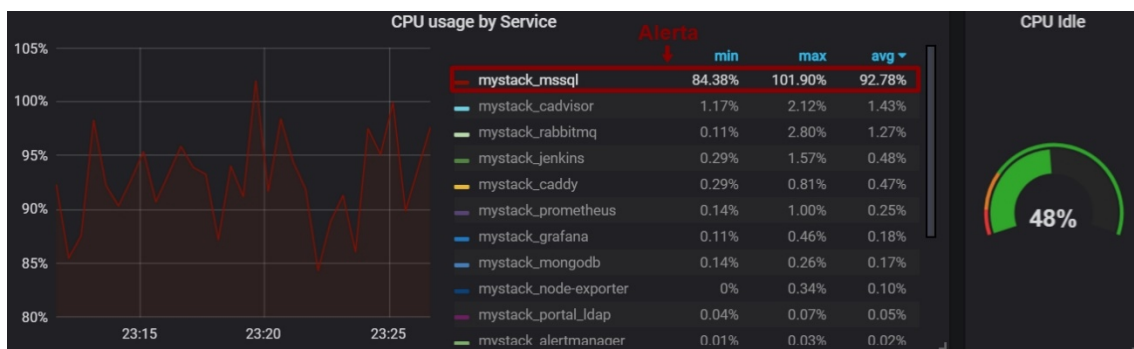 CPU usage by Service
CPU Idle
Alerta
105%
100%
95%
90%
85%
80%
23:15 23:20 23:25
min max avg
mystack_mssql 84.38% 101.90% 92.78%
mystack_cadvisor 1.17% 2.12% 1.43%
mystack_rabbitmq 0.11% 2.80% 1.27%
mystack_jenkins 0.29% 1.57% 0.48%
mystack_caddy 0.29% 0.81% 0.47%
mystack_prometheus 0.14% 1.00% 0.25%
mystack_grafana 0.11% 0.46% 0.18%
mystack_mongodb 0.14% 0.26% 0.17%
mystack_node-exporter 0% 0.34% 0.10%
mystack_portal_ldap 0.04% 0.07% 0.05%
mystack_alertmanager 0.01% 0.03% 0.02%
48%